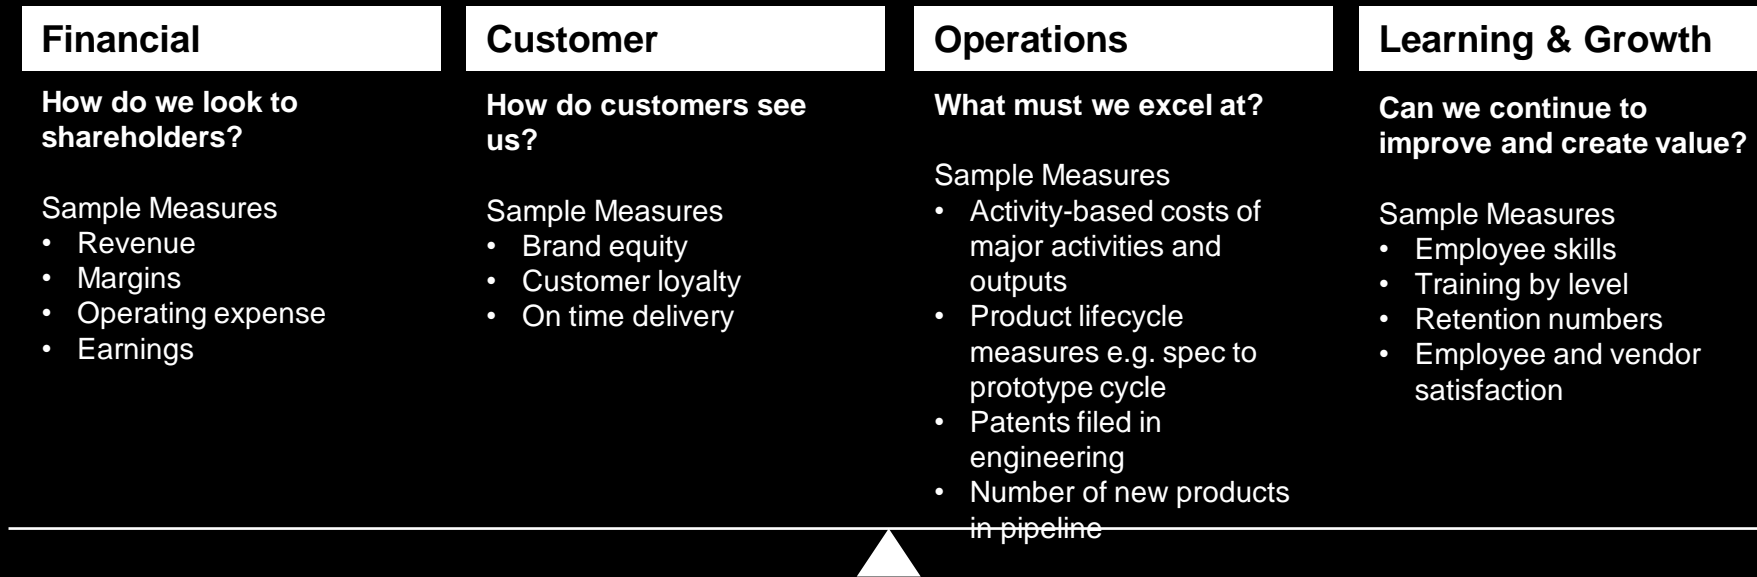 Financial
How do we look to
shareholders?
Sample Measures
• Revenue
• Margins
• Operating expense
• Earnings
Customer
How do customers see
us?
Sample Measures
• Brand equity
• Customer loyalty
• On time delivery
Operations
What must we excel at?
Sample Measures
• Activity-based costs of
major activities and
outputs
• Product lifecycle
measures e.g. spec to
prototype cycle
• Patents filed in
engineering
• Number of new products
in pipeline
Learning & Growth
Can we continue to
improve and create value?
Sample Measures
• Employee skills
• Training by level
• Retention numbers
• Employee and vendor
satisfaction